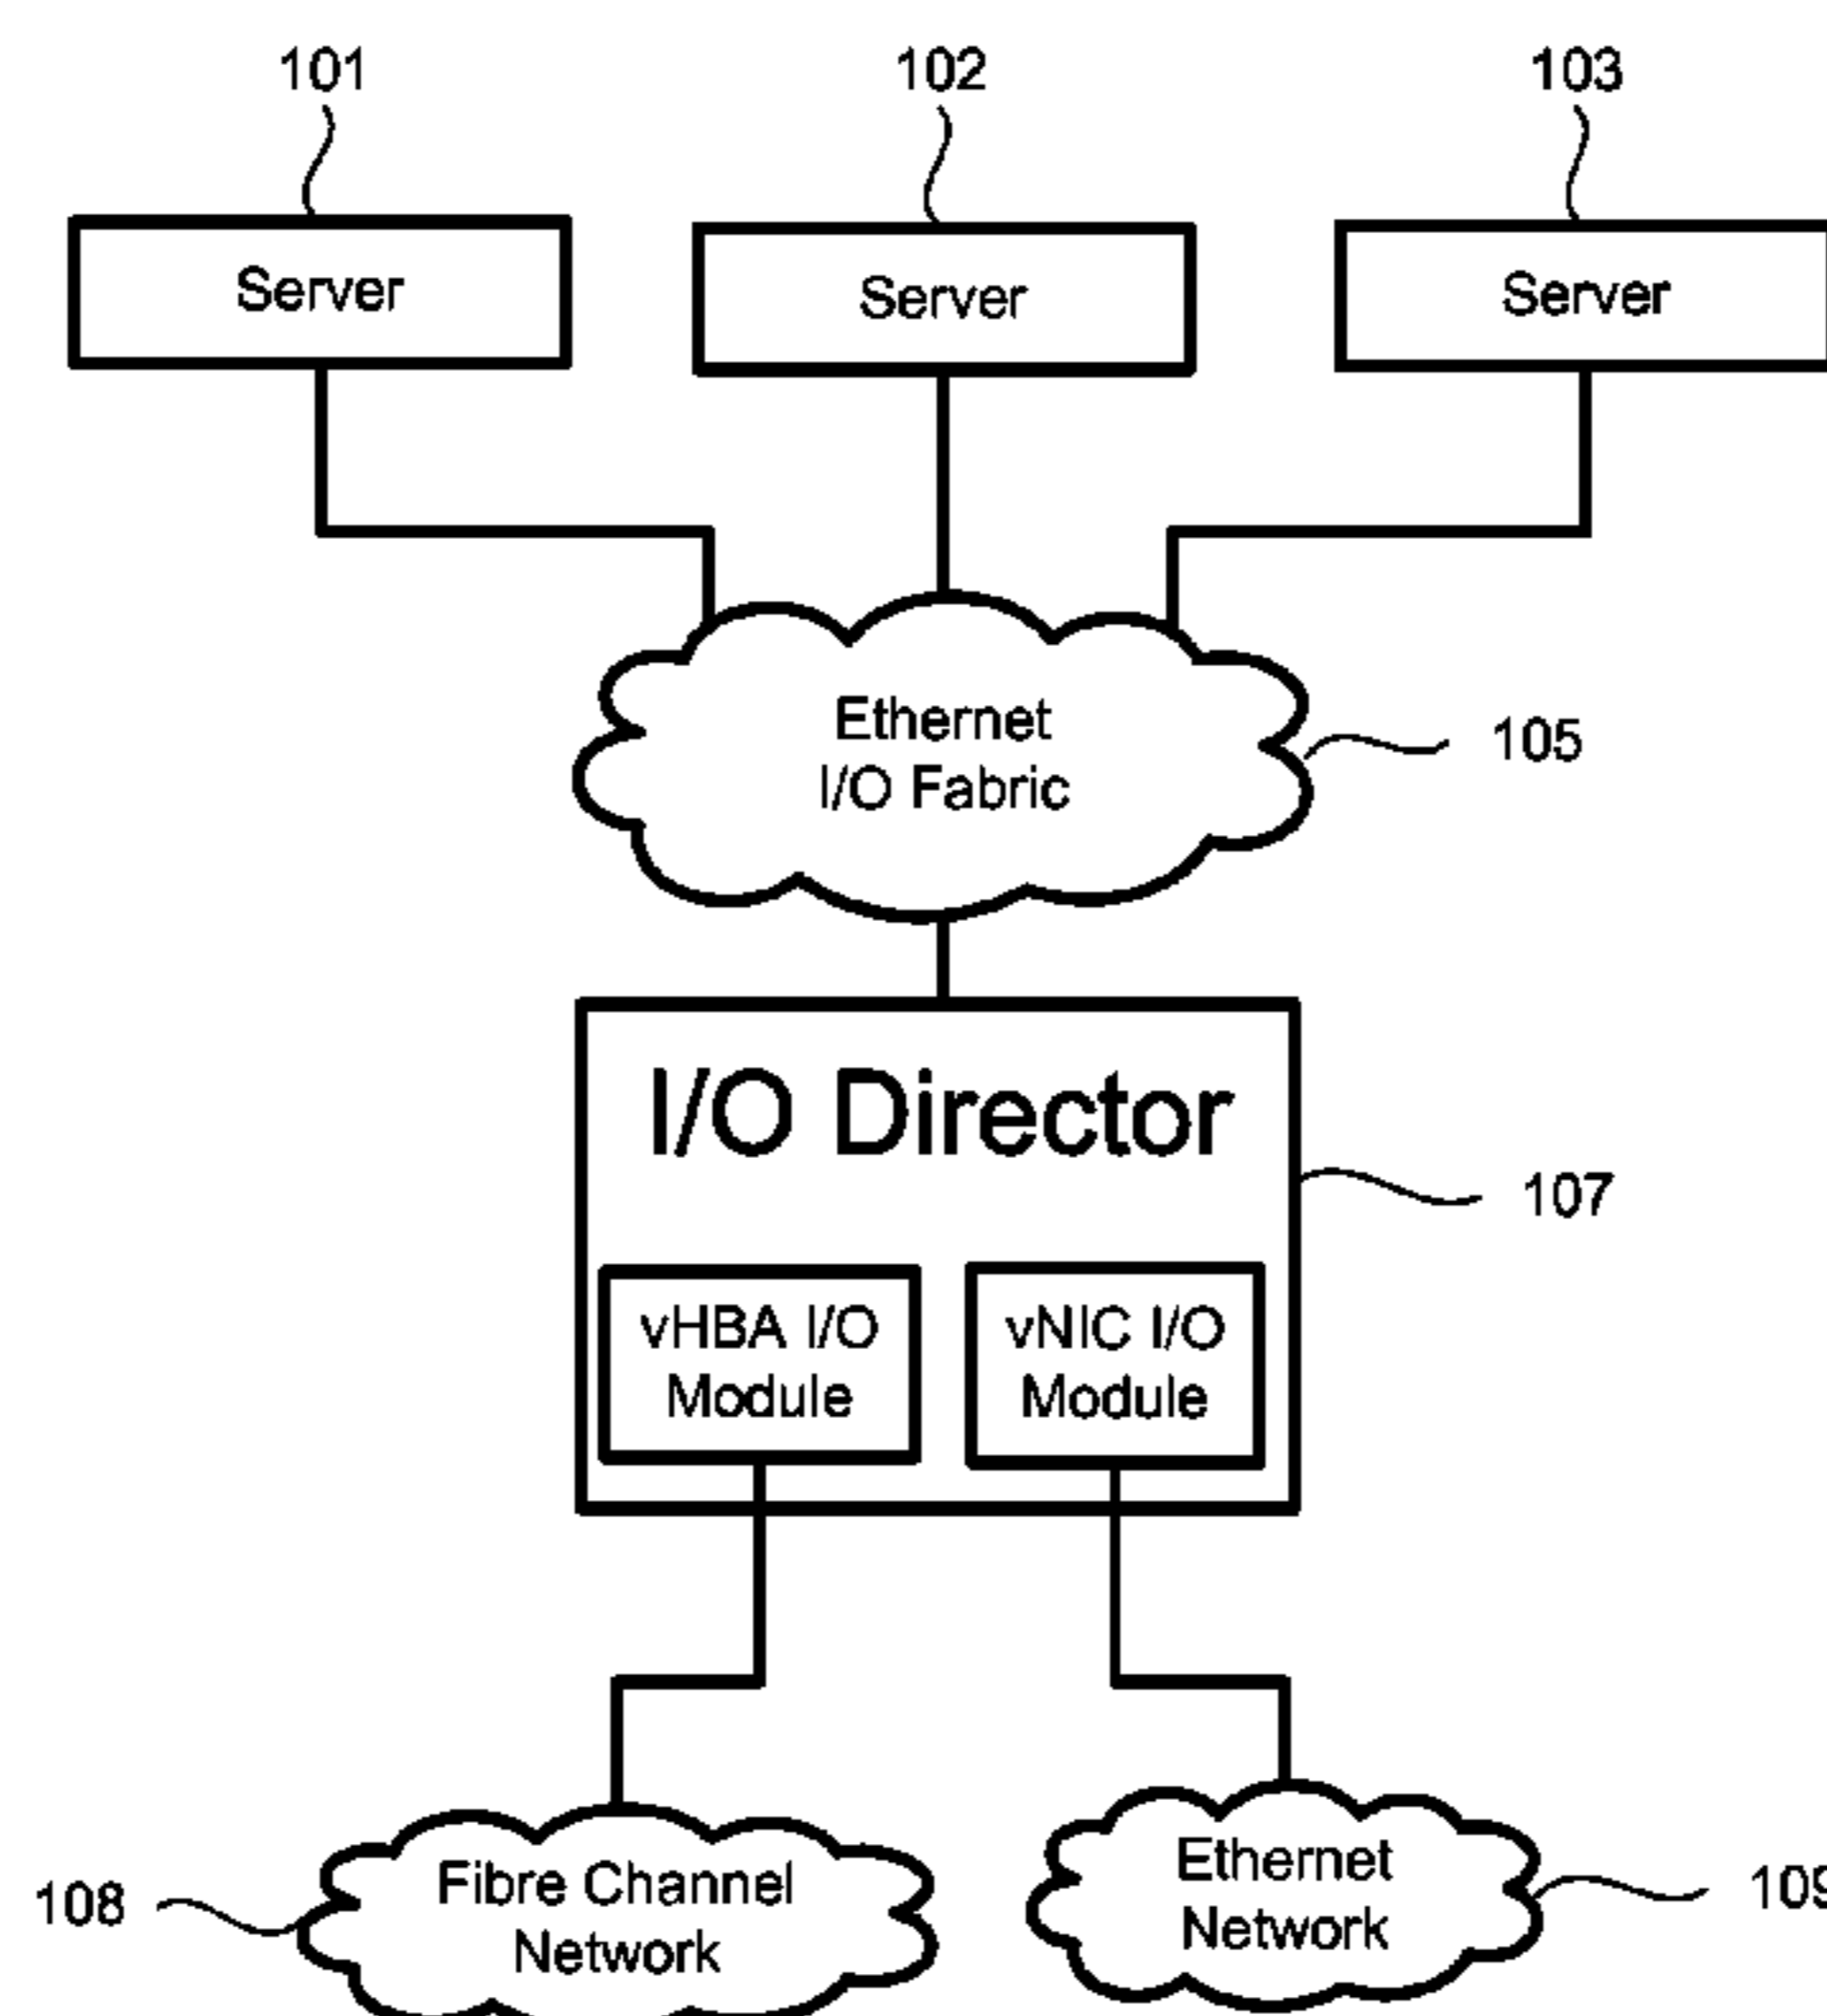 101
102
103
Server
Server
Server
Ethernet
I/O Fabric
105
I/O Director
107
vHBA I/O
Module
vNIC I/O
Module
Fibre Channel
Network
108
Ethernet
Network
109